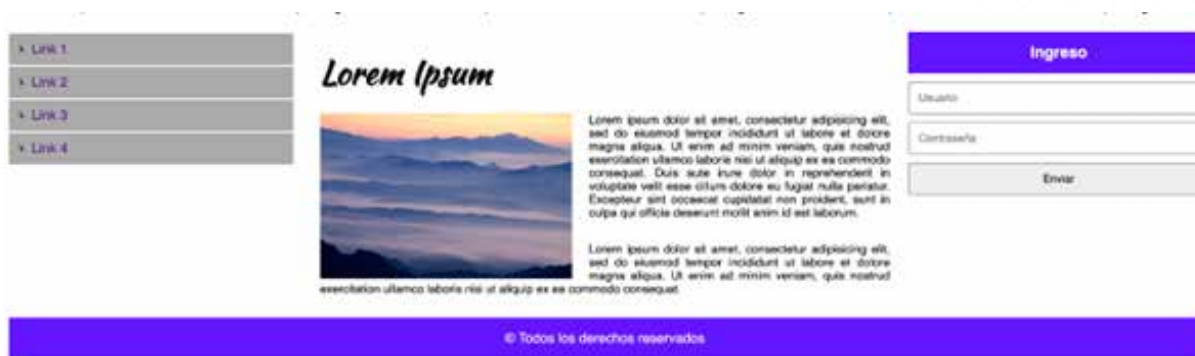 Link 1
Link 2
Link 3
Link 4
Lorem Ipsum
Lorem ipsum dolor sit amet, consectetur adipisicing elit,
sed do eiusmod tempor incididunt ut labore et dolore
magna aliqua. Ut enim ad minim veniam, quis nostrud
exercitation ullamco laboris nisi ut aliquip ex ea commodo
consequat. Duis aute irure dolor in reprehenderit in
voluptate velit esse cillum dolore eu fugiat nulla pariatur.
Excepteur sint occaecat cupidatat non proident, sunt in
culpa qui officia deserunt mollit anim id est laborum.
Lorem ipsum dolor sit amet, consectetur adipisicing elit,
sed do eiusmod tempor incididunt ut labore et dolore
magna aliqua. Ut enim ad minim veniam, quis nostrud
exercitation ullamco laboris nisi ut aliquip ex ea commodo consequat.
Ingreso
Usuario
Contraseña
Enviar
© Todos los derechos reservados